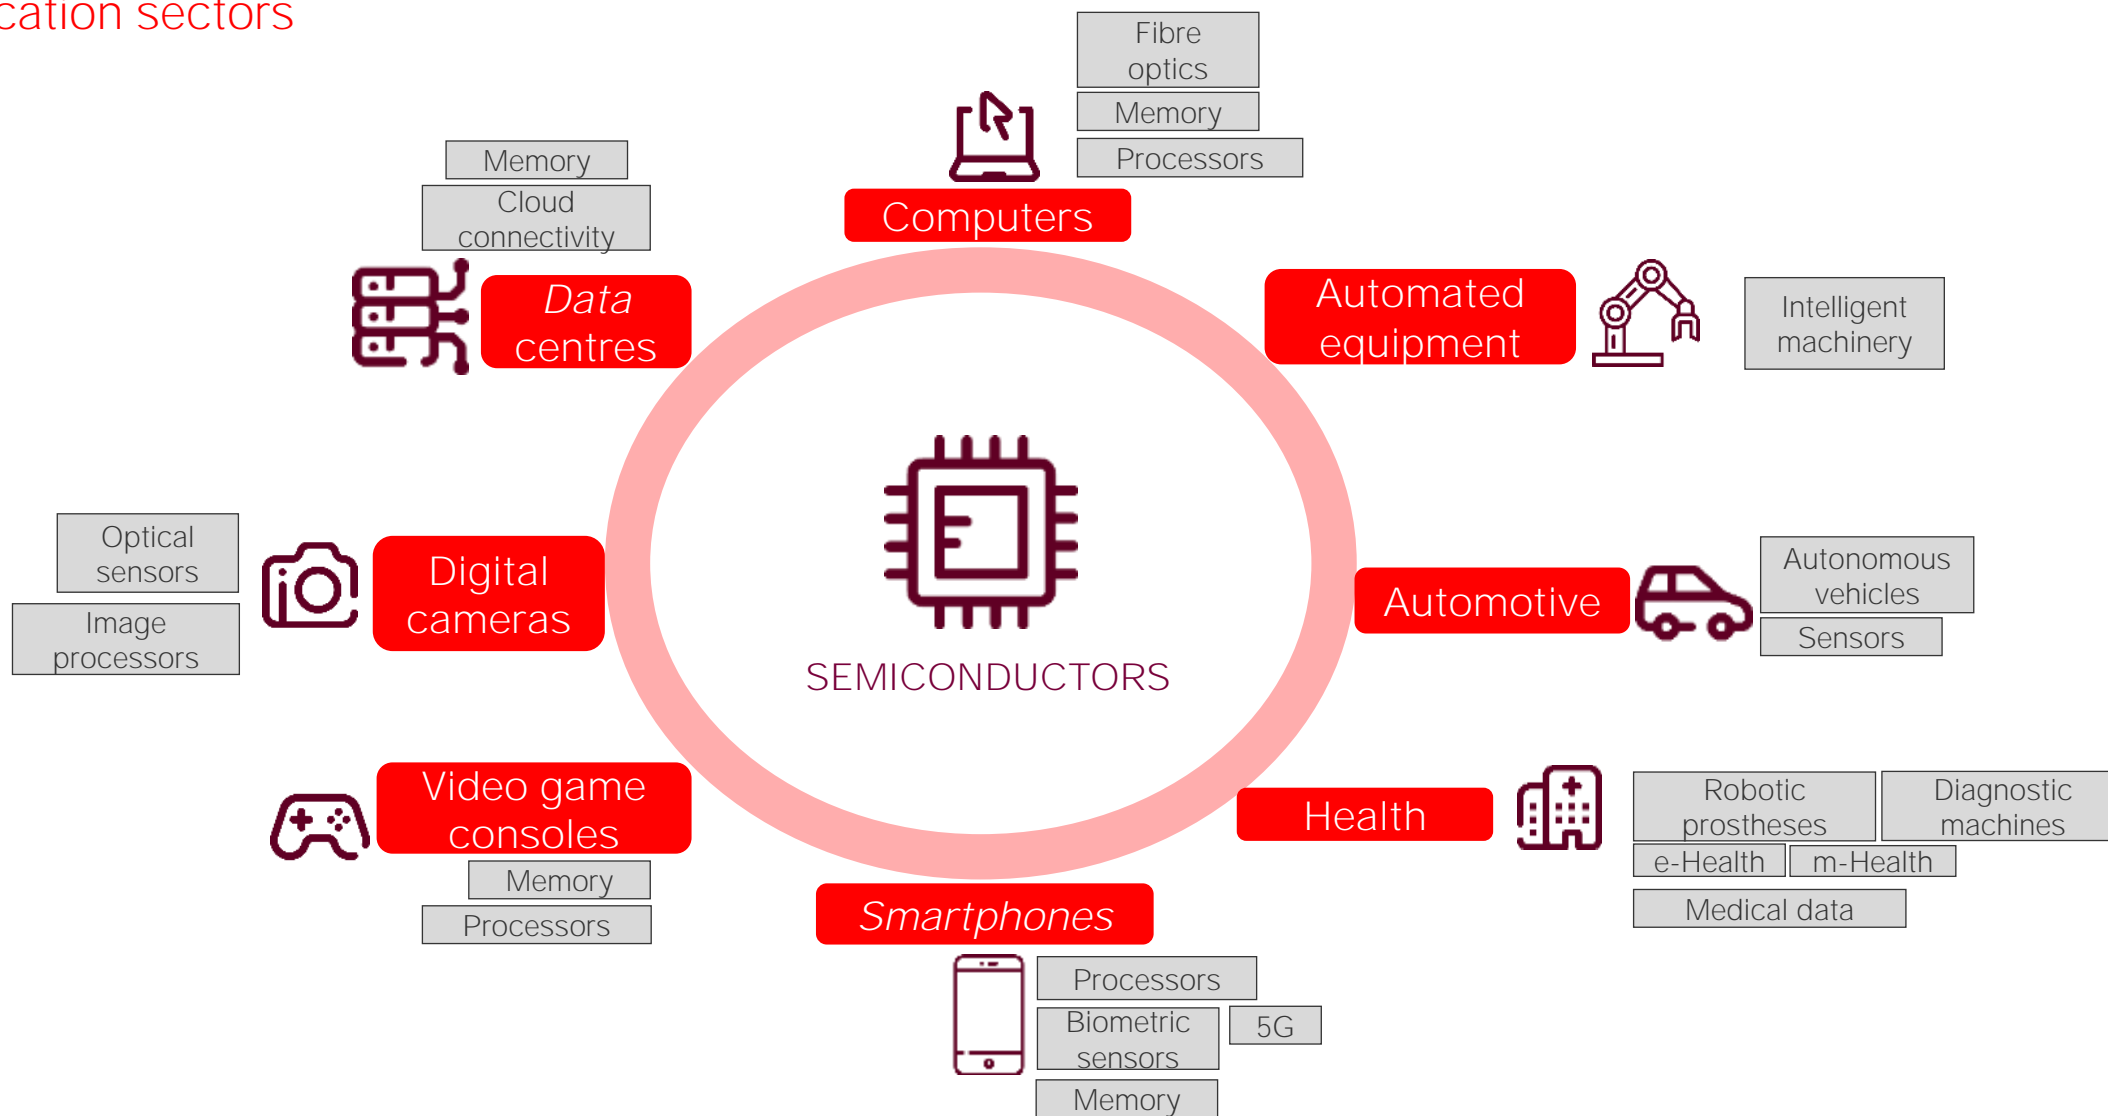 cation sectors
Fibre
optics
Memory
Processors
Computers
Memory
Cloud
connectivity
Data
centres
Automated
equipment
Intelligent
machinery
Optical
sensors
Image
processors
Digital
cameras
SEMICONDUCTORS
Automotive
Autonomous
vehicles
Sensors
Video game
consoles
Memory
Processors
Health
Robotic
prostheses
Diagnostic
machines
e-Health
m-Health
Medical data
Smartphones
Processors
Biometric
sensors
5G
Memory